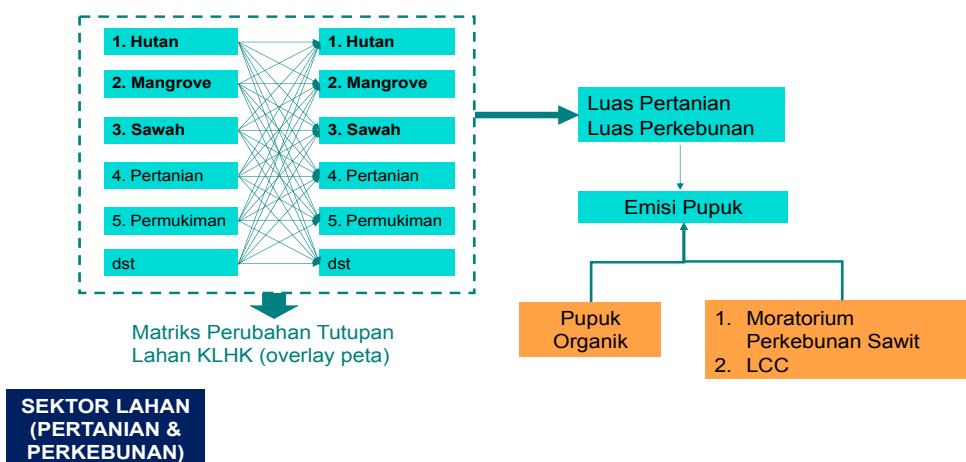 1. Hutan
2. Mangrove
3. Sawah
4. Pertanian
5. Permukiman
dst
1. Hutan
2. Mangrove
3. Sawah
4. Pertanian
5. Permukiman
dst
Matriks Perubahan Tutupan
Lahan KLHK (overlay peta)
Luas Pertanian
Luas Perkebunan
Emisi Pupuk
Pupuk
Organik
1. Moratorium
Perkebunan Sawit
2. LCC
SEKTOR LAHAN
(PERTANIAN &
PERKEBUNAN)